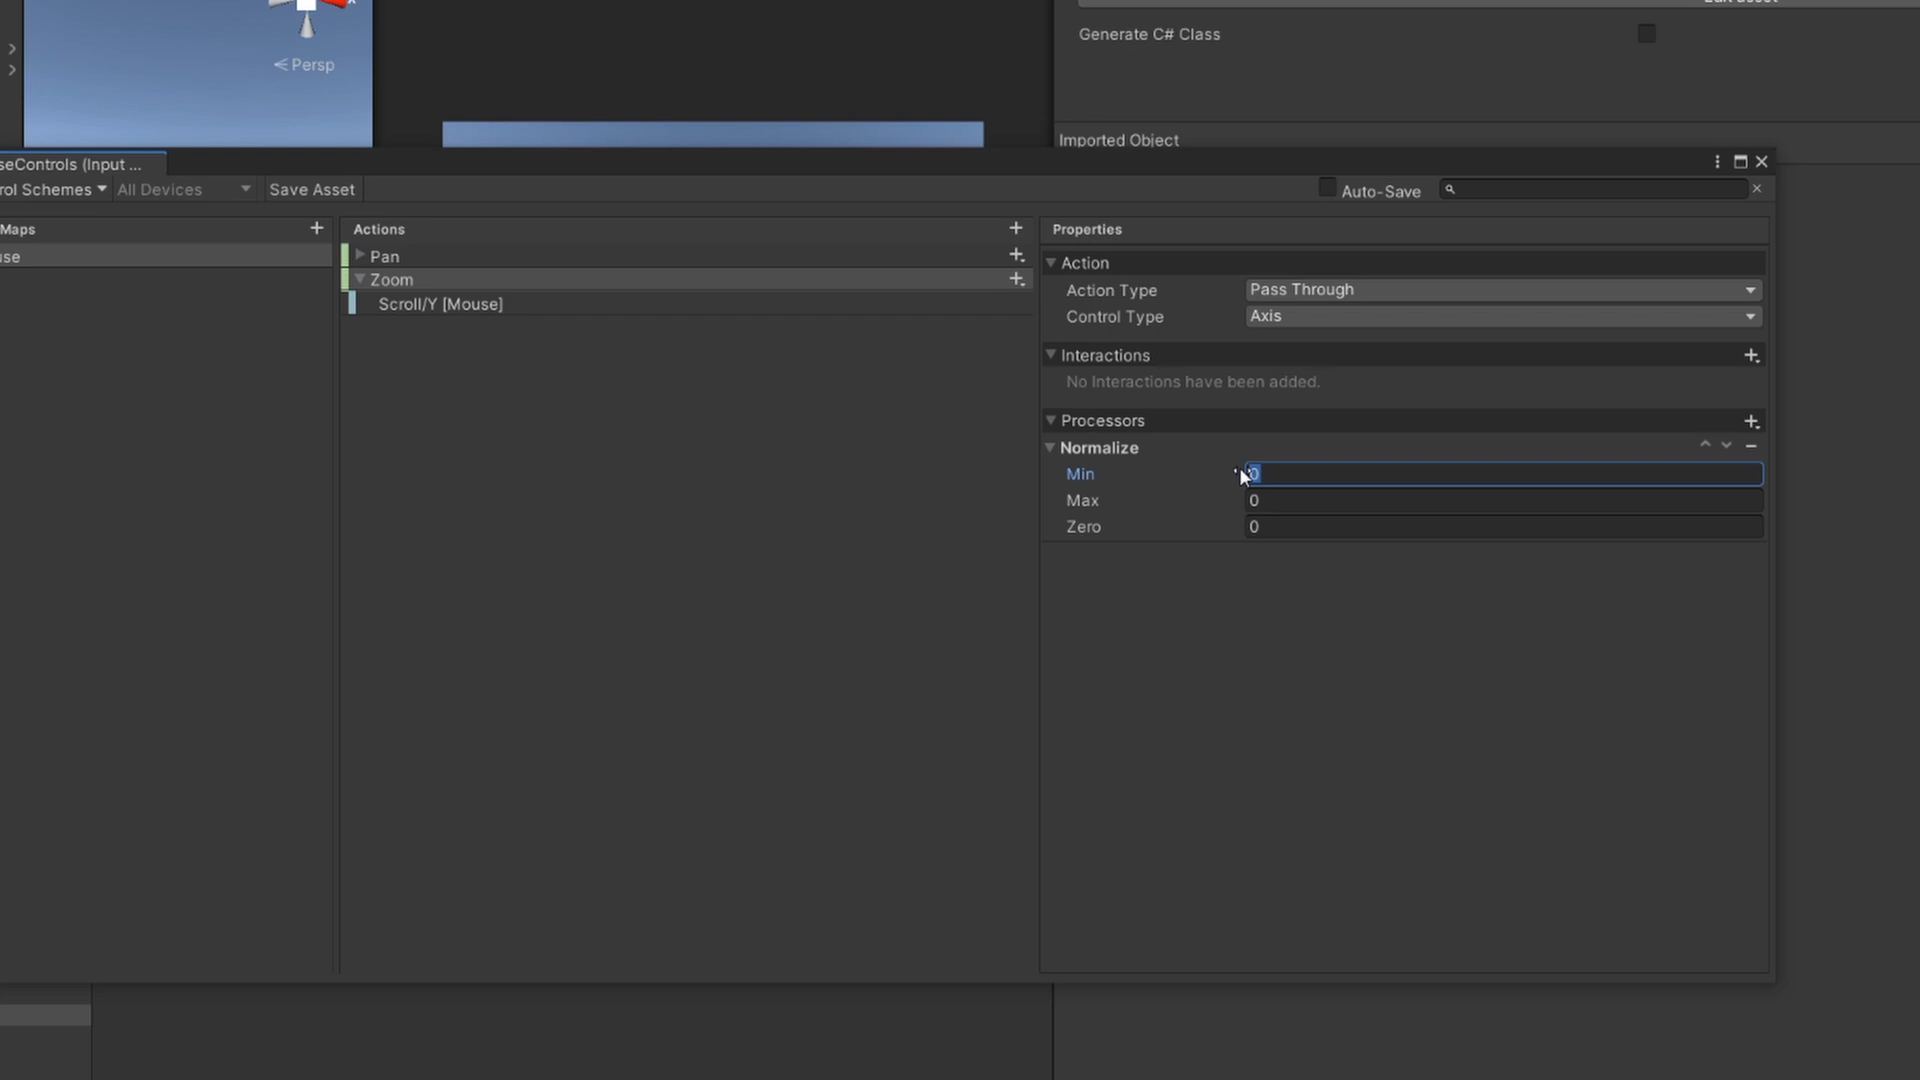 Generate C# Class
< Persp
Imported Object
seControls (Input ...
rol Schemes
All Devices
Save Asset
Auto-Save
Maps
Actions
Properties
se
Pan
Zoom
Scroll/Y [Mouse]
Action
Action Type
Pass Through
Control Type
Axis
Interactions
No Interactions have been added.
Processors
Normalize
Min
0
Max
0
Zero
0